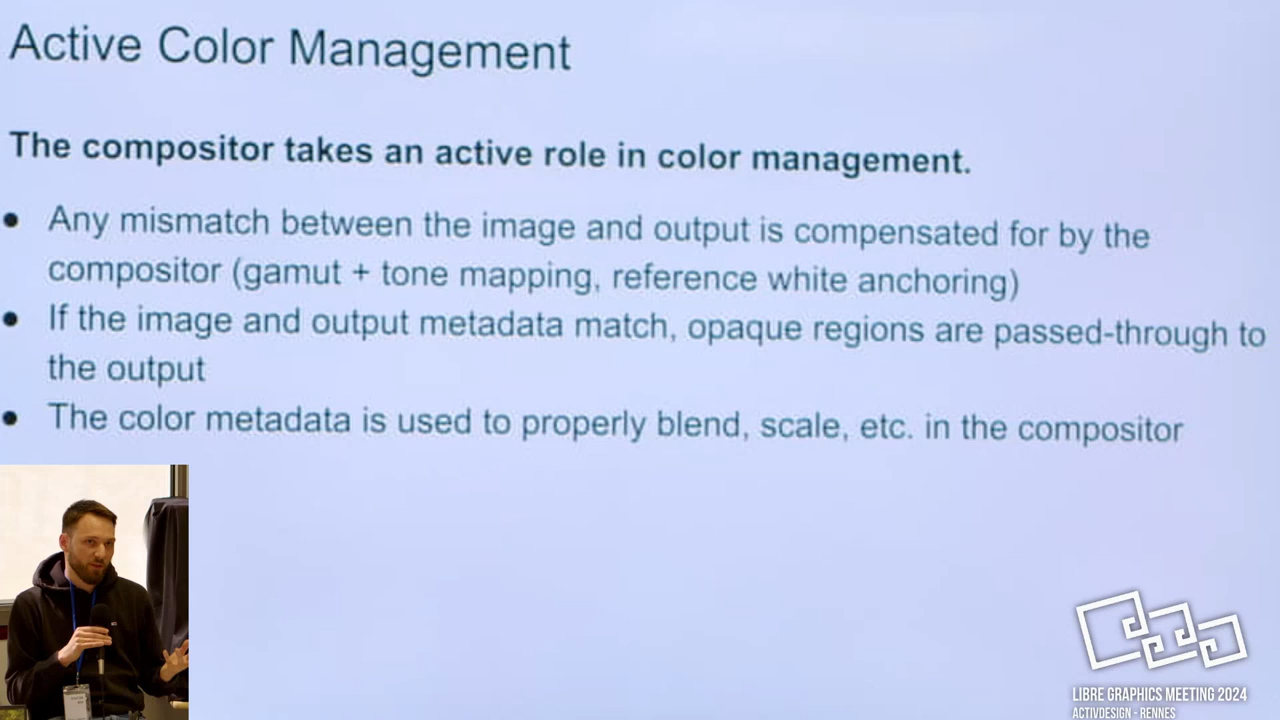 Active Color Management
The compositor takes an active role in color management.
● Any mismatch between the image and output is compensated for by the
compositor (gamut + tone mapping, reference white anchoring)
● If the image and output metadata match, opaque regions are passed-through to
the output
● The color metadata is used to properly blend, scale, etc. in the compositor
LIBRE GRAPHICS MEETING 2024
ACTIVDESIGN - RENNES